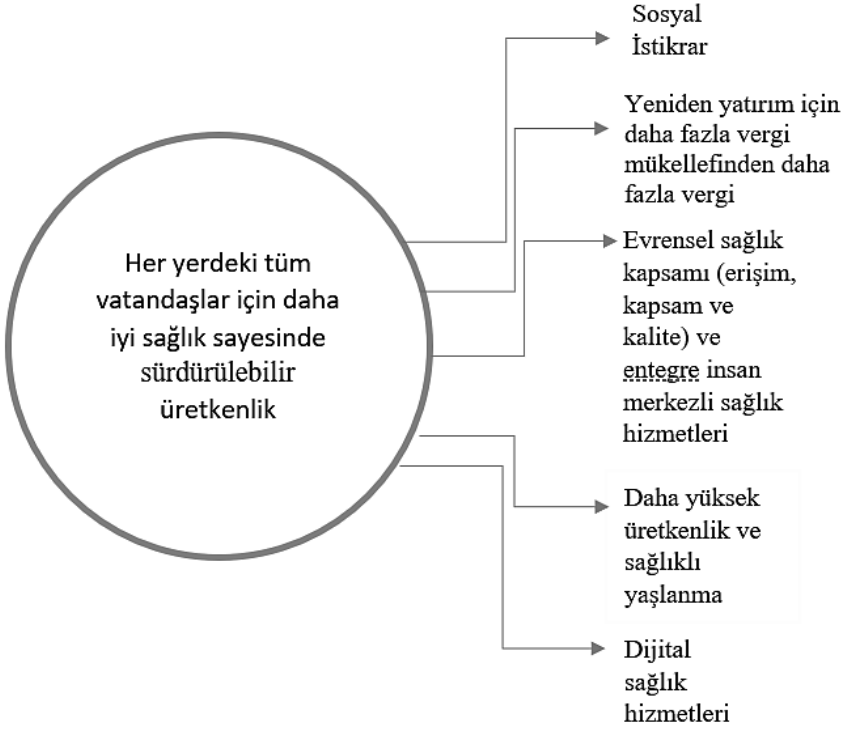 Sosyal
İstikrar
Yeniden yatırım için
daha fazla vergi
mükellefinden daha
fazla vergi
Her yerdeki tüm
vatandaşlar için daha
iyi sağlık sayesinde
sürdürülebilir
üretkenlik
Evrensel sağlık
kapsamı (erişim,
kapsam ve
kalite) ve
entegre insan
merkezli sağlık
hizmetleri
Daha yüksek
üretkenlik ve
sağlıklı
yaşlanma
Dijital
sağlık
hizmetleri